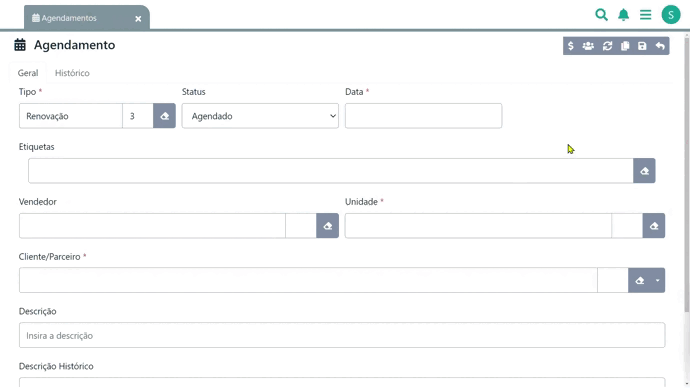 Agendamentos
S
Agendamento
Geral Histórico
Tipo * Status Data *
Renovação 3 Agendado
Etiquetas
Vendedor Unidade *
Cliente/Parceiro *
Descrição
Insira a descrição
Descrição Histórico